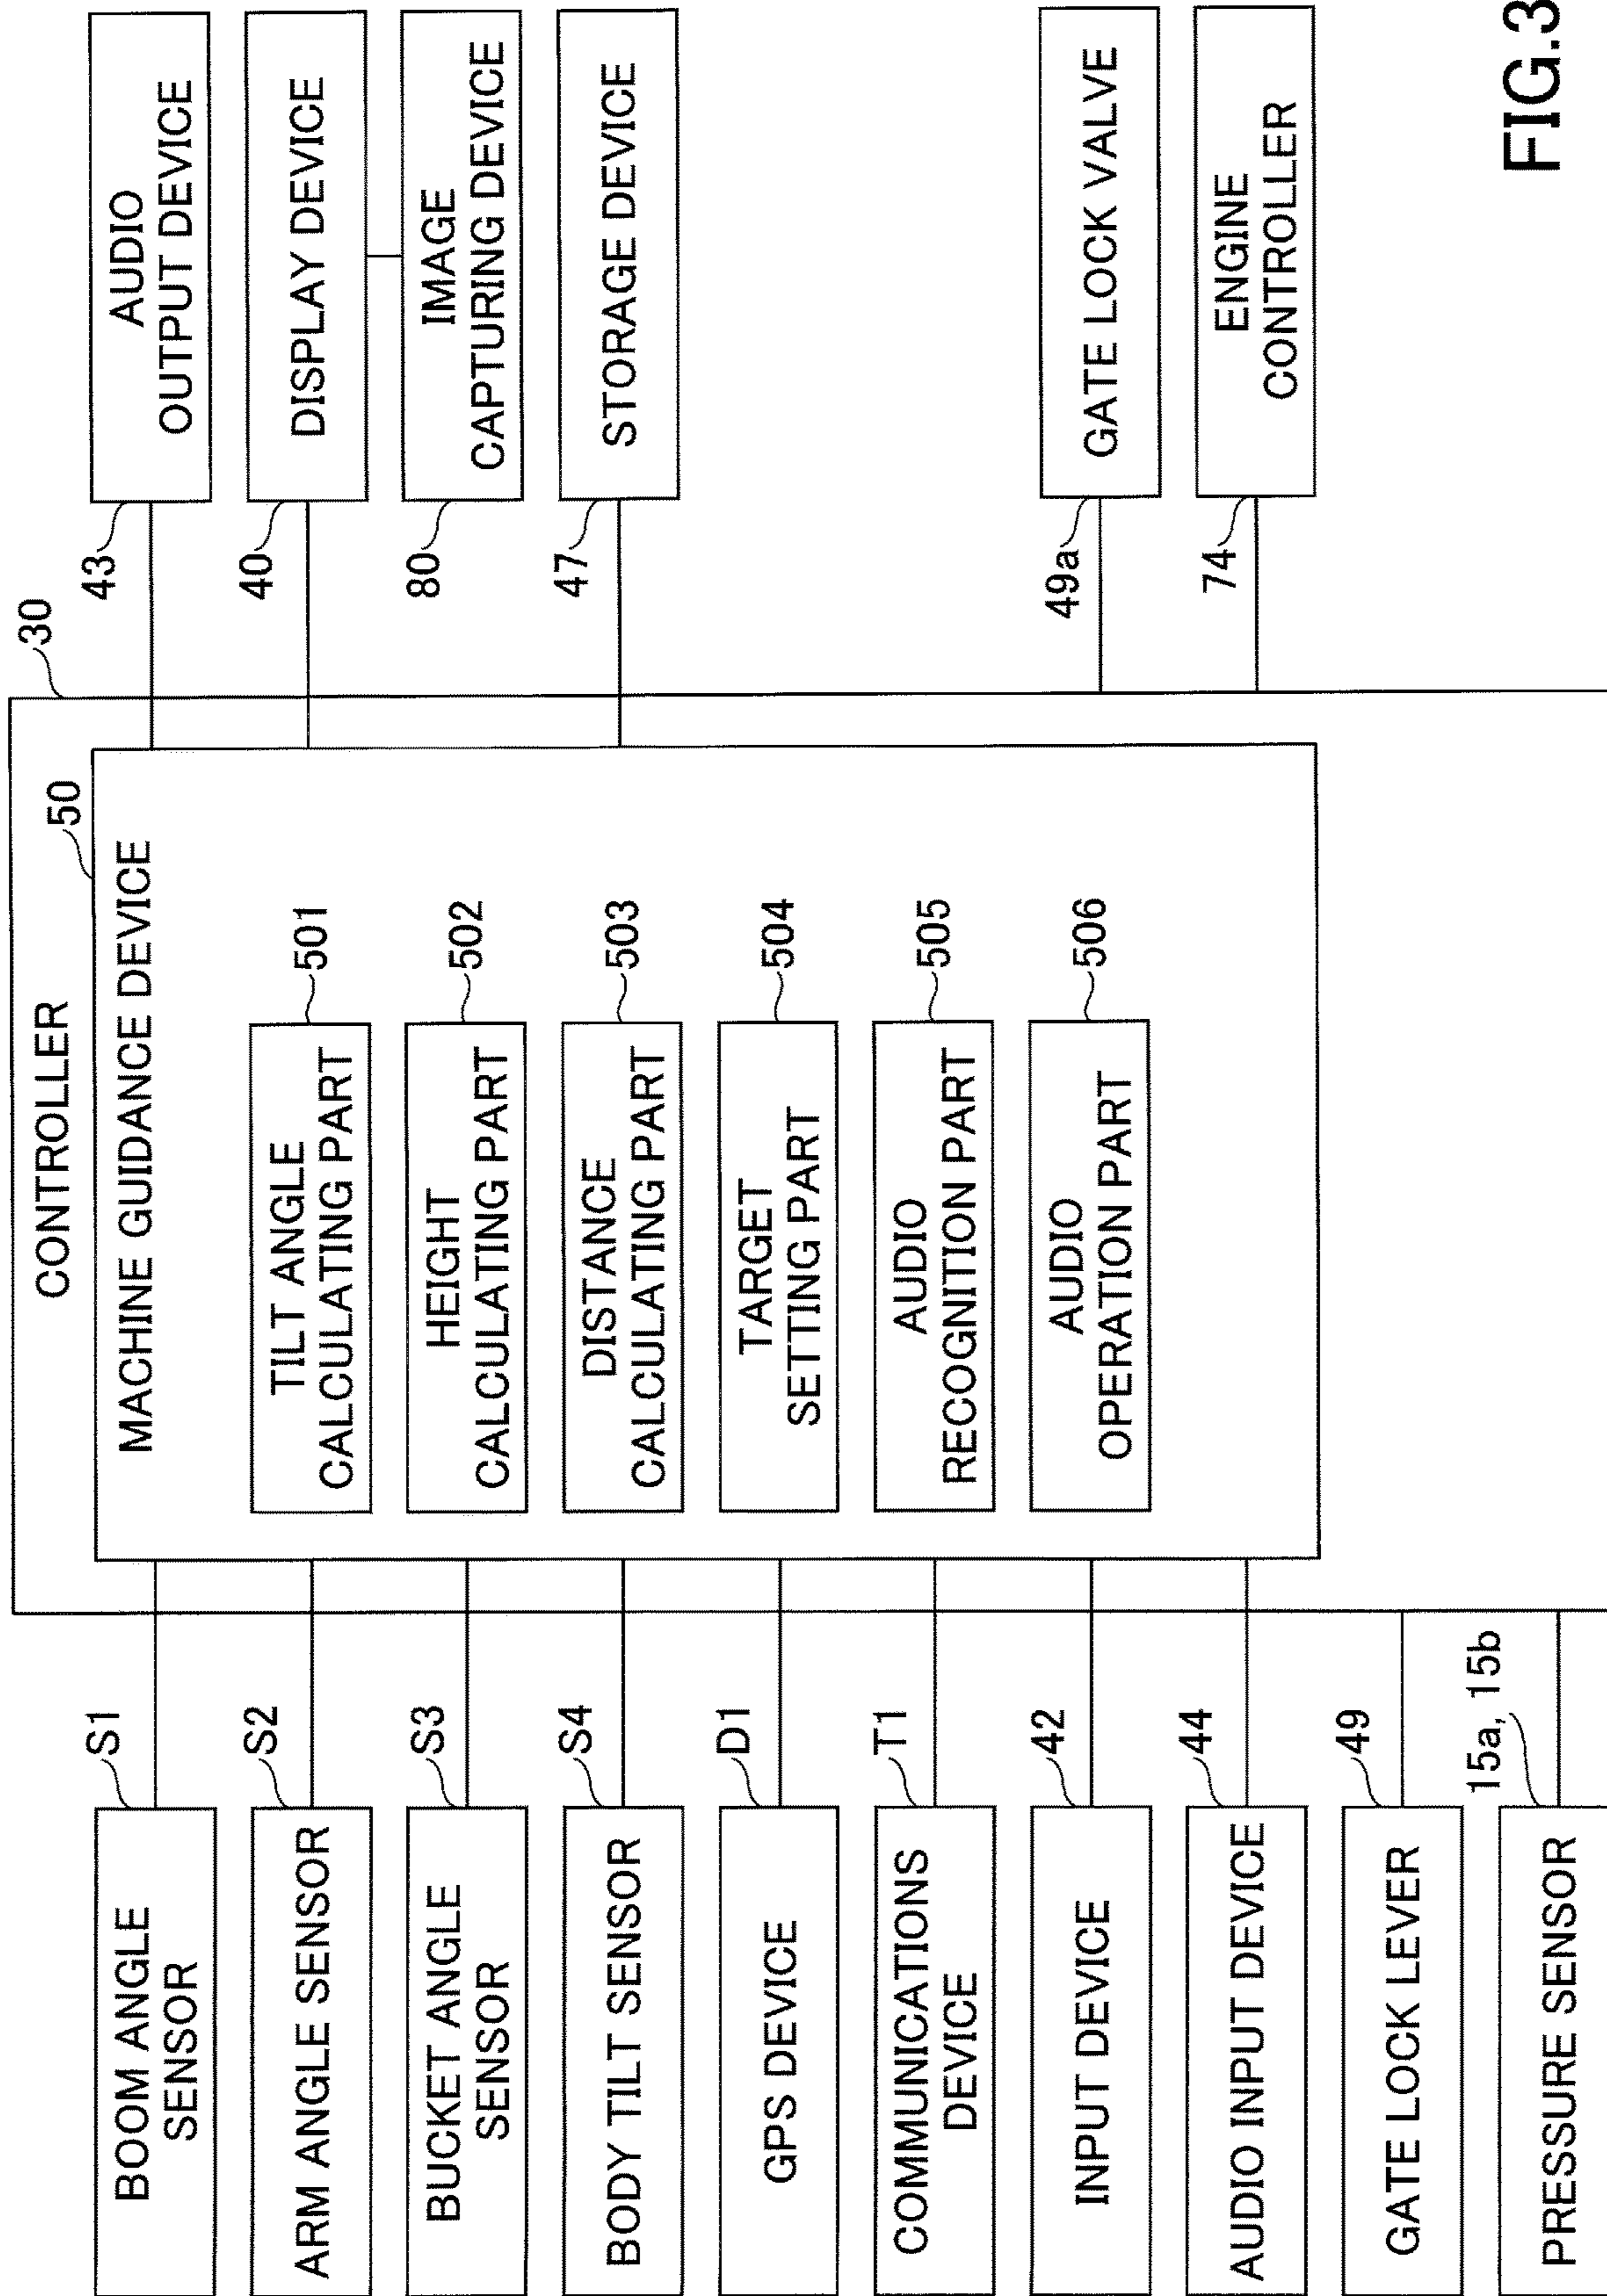 FIG.3
BOOM ANGLE
SENSOR
S1
ARM ANGLE SENSOR
S2
BUCKET ANGLE
SENSOR
S3
BODY TILT SENSOR
S4
GPS DEVICE
D1
COMMUNICATIONS
DEVICE
T1
INPUT DEVICE
42
AUDIO INPUT DEVICE
44
GATE LOCK LEVER
49
PRESSURE SENSOR
15a, 15b
CONTROLLER
30
MACHINE GUIDANCE DEVICE
50
TILT ANGLE
CALCULATING PART
501
HEIGHT
CALCULATING PART
502
DISTANCE
CALCULATING PART
503
TARGET
SETTING PART
504
AUDIO
RECOGNITION PART
505
AUDIO
OPERATION PART
506
43
AUDIO
OUTPUT DEVICE
40
DISPLAY DEVICE
80
IMAGE
CAPTURING DEVICE
47
STORAGE DEVICE
49a
GATE LOCK VALVE
74
ENGINE
CONTROLLER